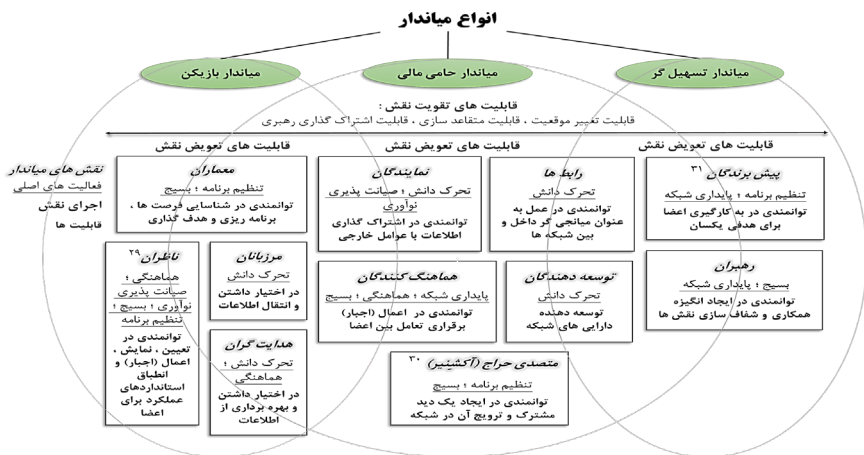 انواع میاندار
میاندار تسهیل گر
میاندار حامی مالی
میاندار بازیکن
قابلیت های تقویت نقش :
قابلیت تغییر موقعیت ، قابلیت متقاعد سازی ، قابلیت اشتراک گذاری رهبری
قابلیت های تعویض نقش
قابلیت های تعویض نقش
قابلیت های تعویض نقش
پیش برندگان ۳۱
تنظیم برنامه ؛ پایداری شبکه
توانمندی در به کارگیری اعضا
برای هدفی یکسان
رهبران
بسیج ؛ پایداری شبکه
توانمندی در ایجاد انگیزه
همکاری و شفاف سازی نقش ها
رابط ها
تحرک دانش
توانمندی در عمل به
عنوان میانجی گر داخل و
بین شبکه ها
توسعه دهندگان
تحرک دانش
توسعه دهنده
دارایی های شبکه
نمایندگان
تحرک دانش ؛ صیانت پذیری
نوآوری
توانمندی در اشتراک گذاری
اطلاعات با عوامل خارجی
هماهنگ کنندگان
پایداری شبکه ؛ هماهنگی ؛ بسیج
توانمندی در اعمال (اجبار)
برقراری تعامل بین اعضا
متصدی حراج (آکشِنیر) ۳۰
تنظیم برنامه ؛ بسیج
توانمندی در ایجاد یک دید
مشترک و ترویج آن در شبکه
معماران
تنظیم برنامه ؛ بسیج
توانمندی در شناسایی فرصت ها ،
برنامه ریزی و هدف گذاری
مرزبانان
تحرک دانش
در اختیار داشتن
و انتقال اطلاعات
هدایت گران
تحرک دانش ؛
هماهنگی
در اختیار داشتن
و بهره برداری از
اطلاعات
ناظران ۲۹
هماهنگی ؛
صیانت پذیری
نوآوری ؛ بسیج ؛
تنظیم برنامه
توانمندی در
تعیین ، نمایش ،
اعمال (اجبار) و
انطباق
استانداردهای
عملکرد برای
اعضا
نقش های میاندار
فعالیت های اصلی
اجرای نقش
قابلیت ها